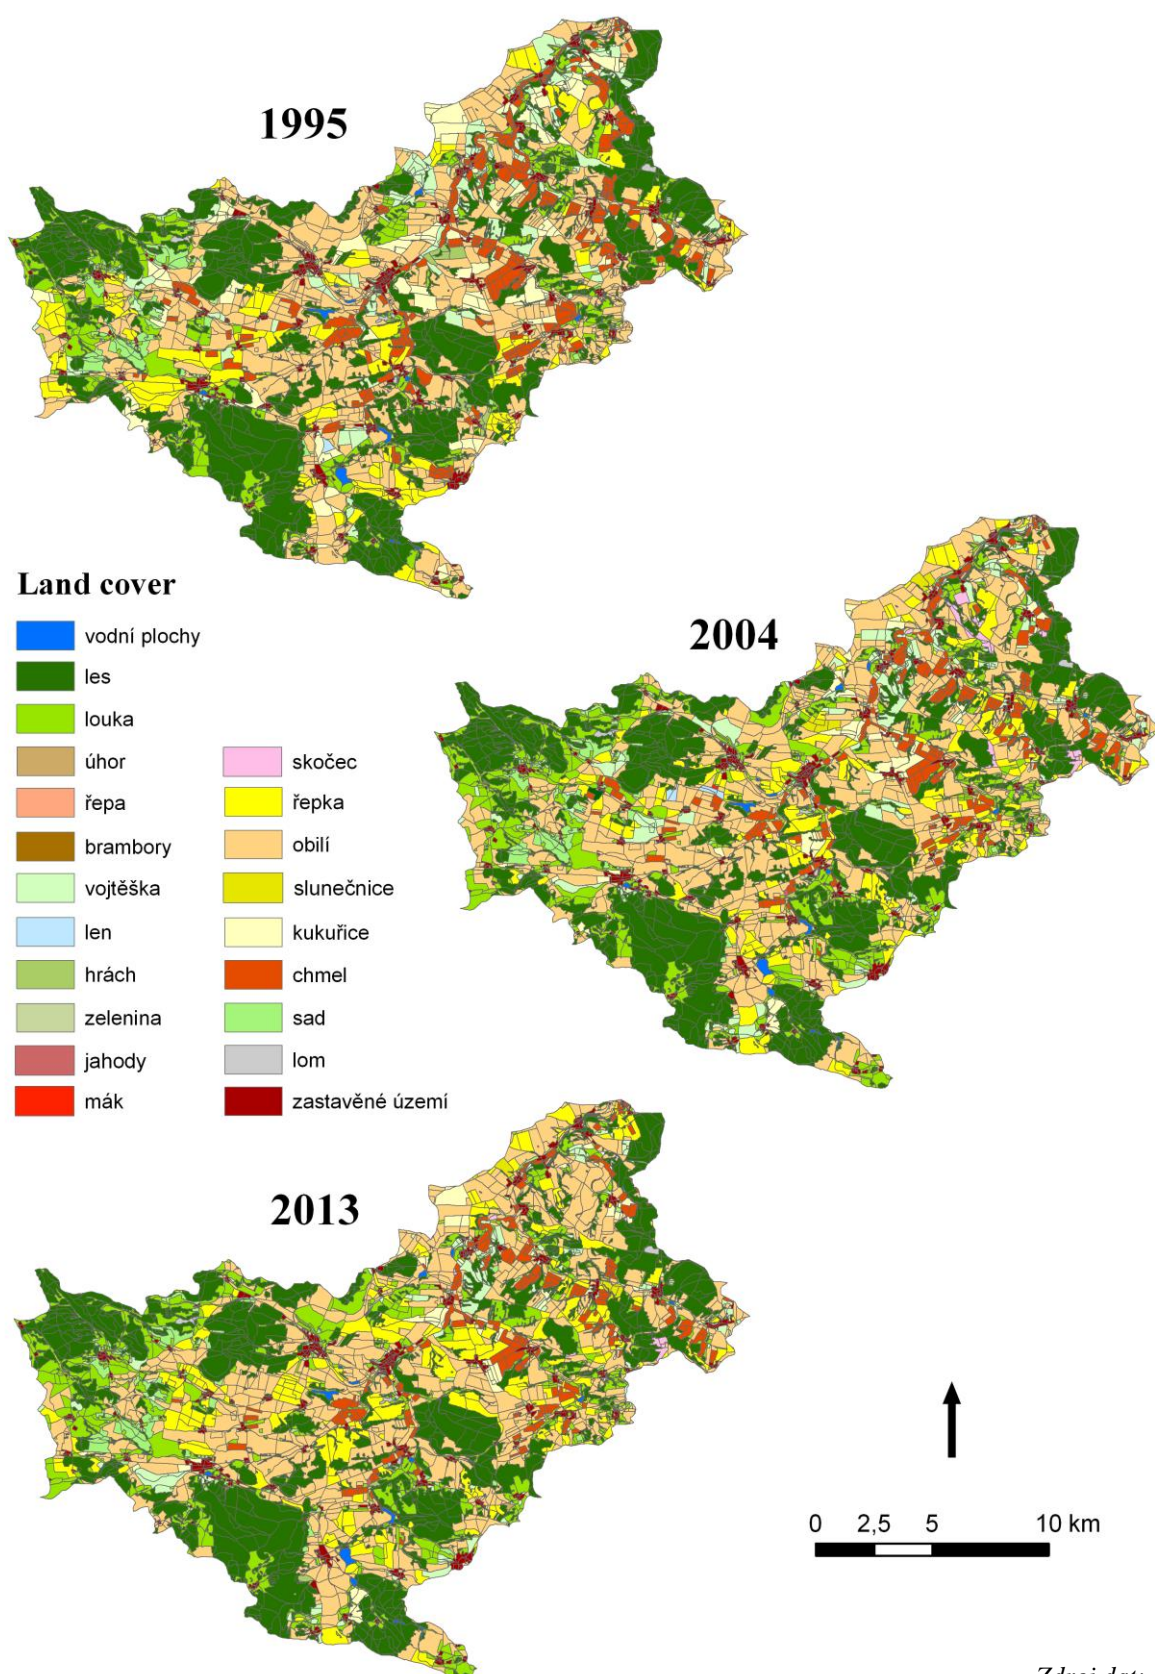 1995
Land cover
vodní plochy
les
louka
úhor
řepa
brambory
vojtěška
len
hrách
zelenina
jahody
mák
skočec
řepka
obilí
slunečnice
kukuřice
chmel
sad
lom
zastavěné území
2004
2013
0 2,5 5 10 km